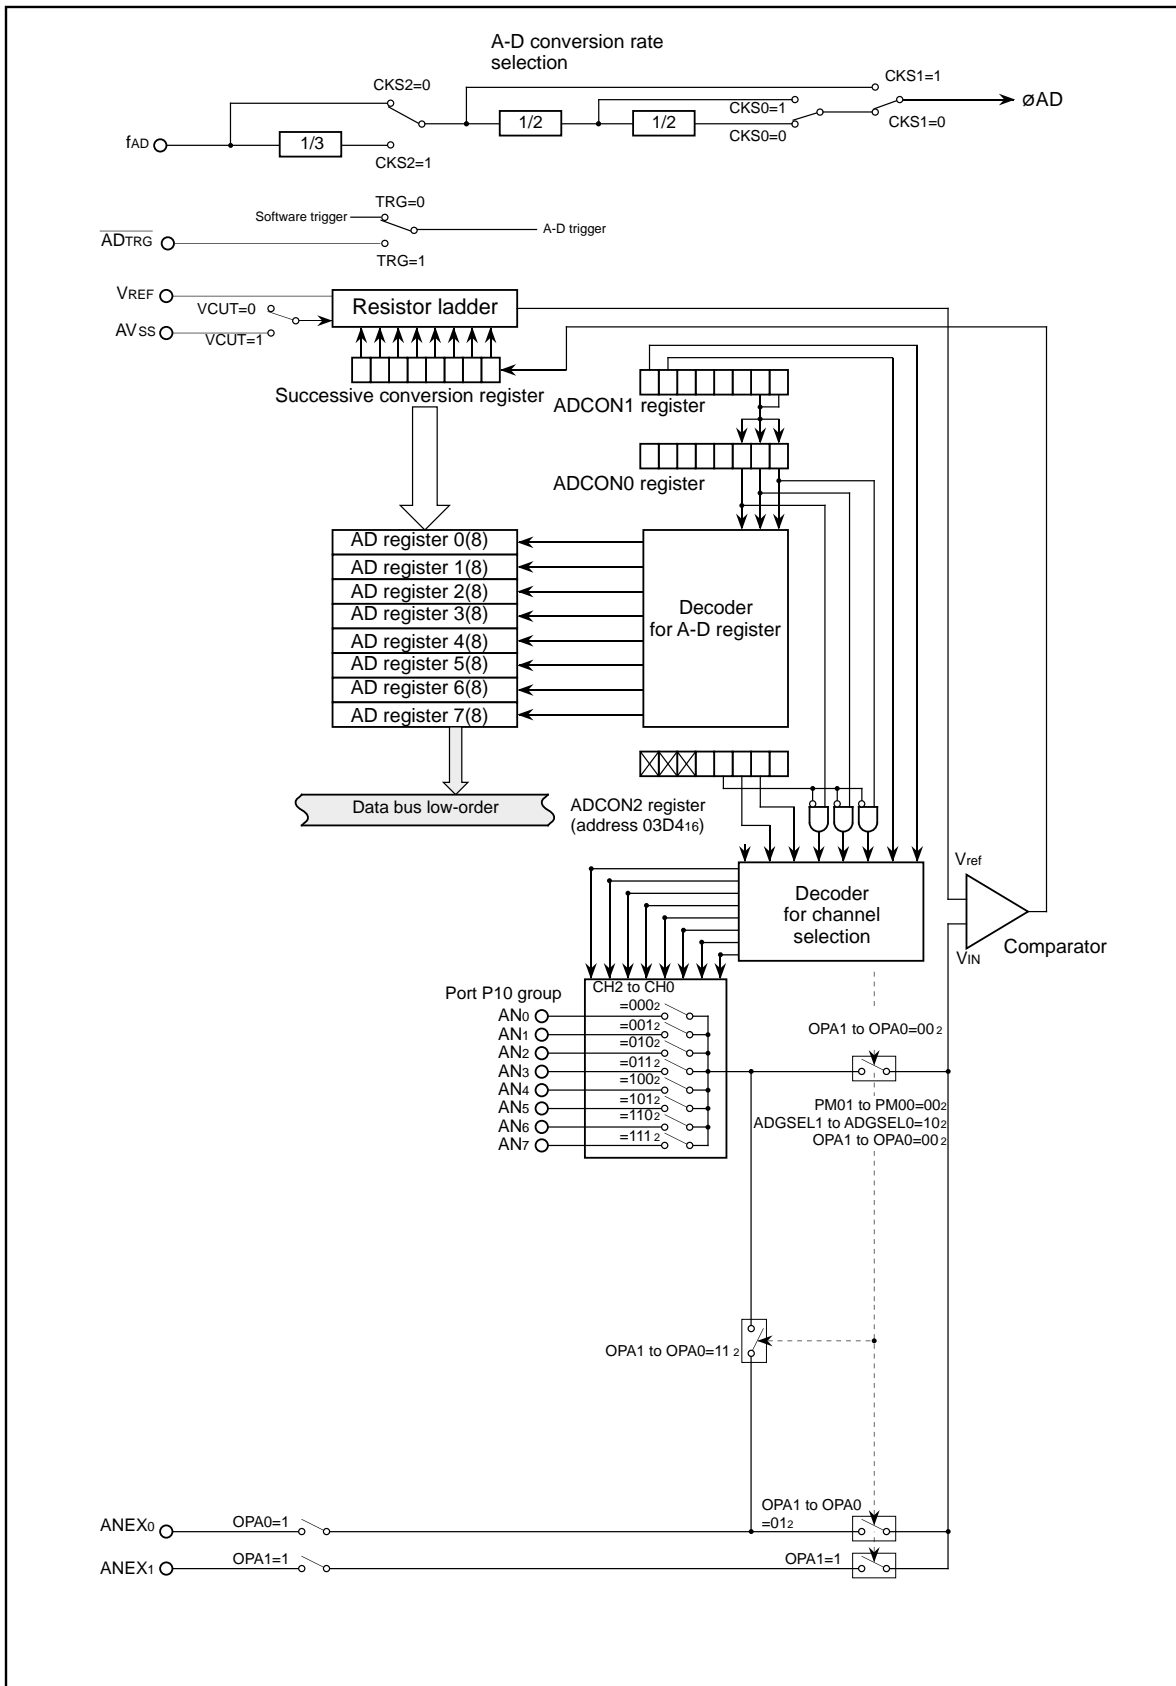 A-D conversion rate
selection
CKS2=0
CKS1=1
CKS0=1
øAD
fAD
1/3
1/2
1/2
CKS0=0
CKS1=0
CKS2=1
TRG=0
Software trigger
A-D trigger
ADTRG
TRG=1
VREF
VCUT=0
Resistor ladder
AVSS
VCUT=1
Successive conversion register
ADCON1 register
ADCON0 register
AD register 0(8)
AD register 1(8)
AD register 2(8)
AD register 3(8)
AD register 4(8)
AD register 5(8)
AD register 6(8)
AD register 7(8)
Decoder
for A-D register
Data bus low-order
ADCON2 register
(address 03D416)
Vref
Decoder
for channel
selection
VIN
Comparator
Port P10 group
CH2 to CH0
AN0
=0002
AN1
=0012
AN2
=0102
AN3
=0112
AN4
=1002
AN5
=1012
AN6
=1102
AN7
=1112
OPA1 to OPA0=002
PM01 to PM00=002
ADGSEL1 to ADGSEL0=102
OPA1 to OPA0=002
OPA1 to OPA0=112
OPA1 to OPA0
=012
ANEX0
OPA0=1
ANEX1
OPA1=1
OPA1=1